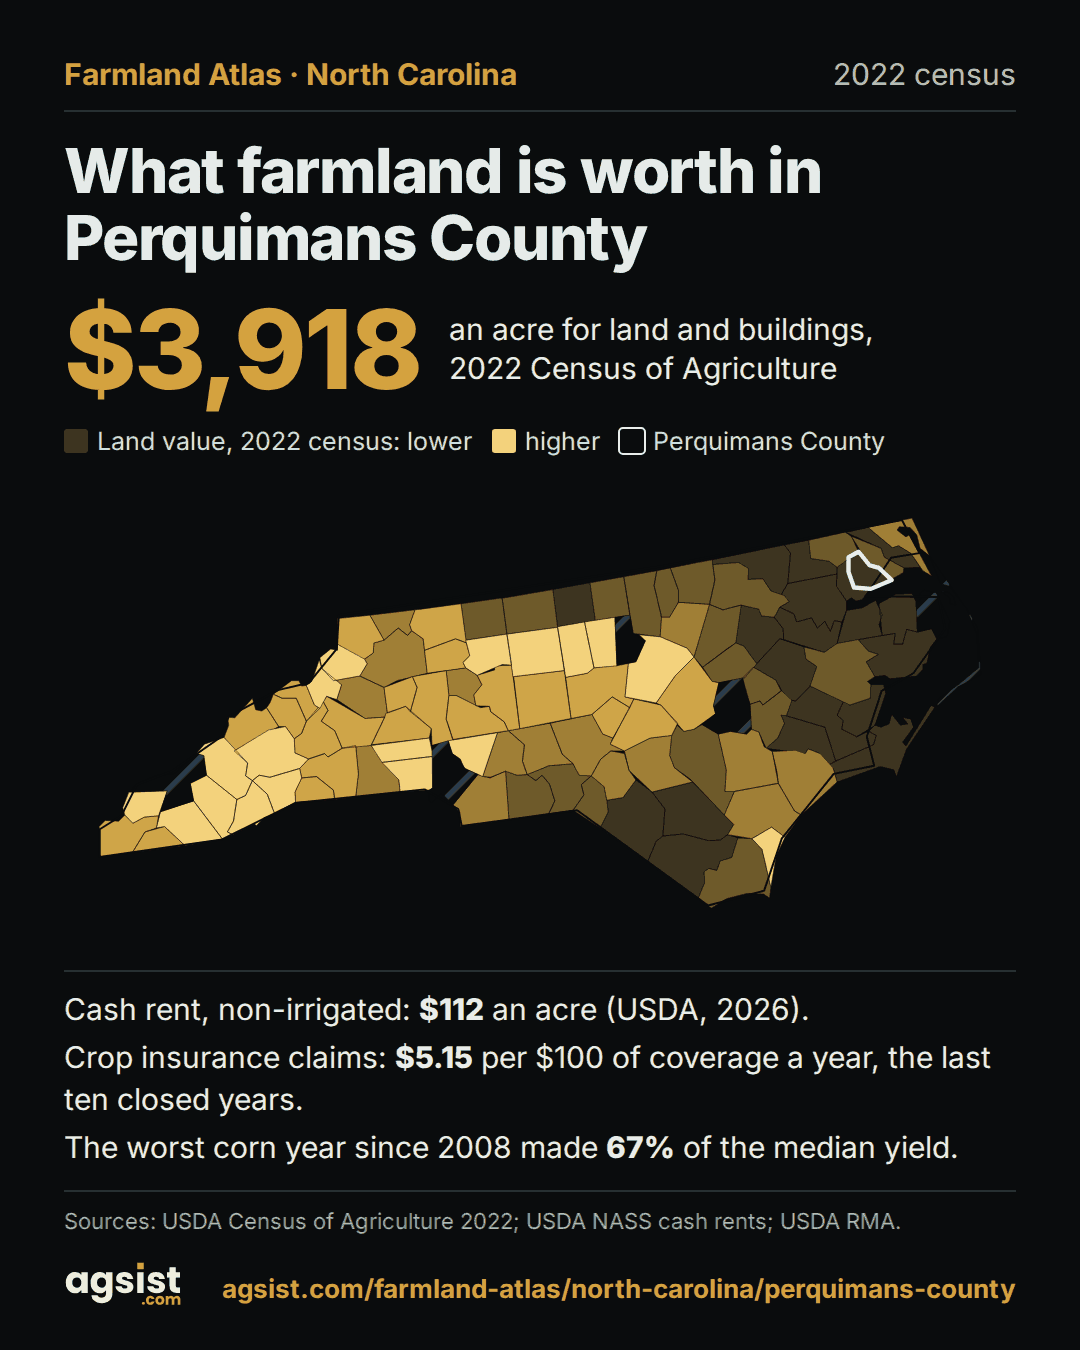 Farmland Atlas · North Carolina
2022 census
What farmland is worth in
Perquimans County
$3,918
an acre for land and buildings,
2022 Census of Agriculture
Land value, 2022 census: lower
higher
Perquimans County
Cash rent, non-irrigated: $112 an acre (USDA, 2026).
Crop insurance claims: $5.15 per $100 of coverage a year, the last
ten closed years.
The worst corn year since 2008 made 67% of the median yield.
Sources: USDA Census of Agriculture 2022; USDA NASS cash rents; USDA RMA.
agsist
.com
agsist.com/farmland-atlas/north-carolina/perquimans-county